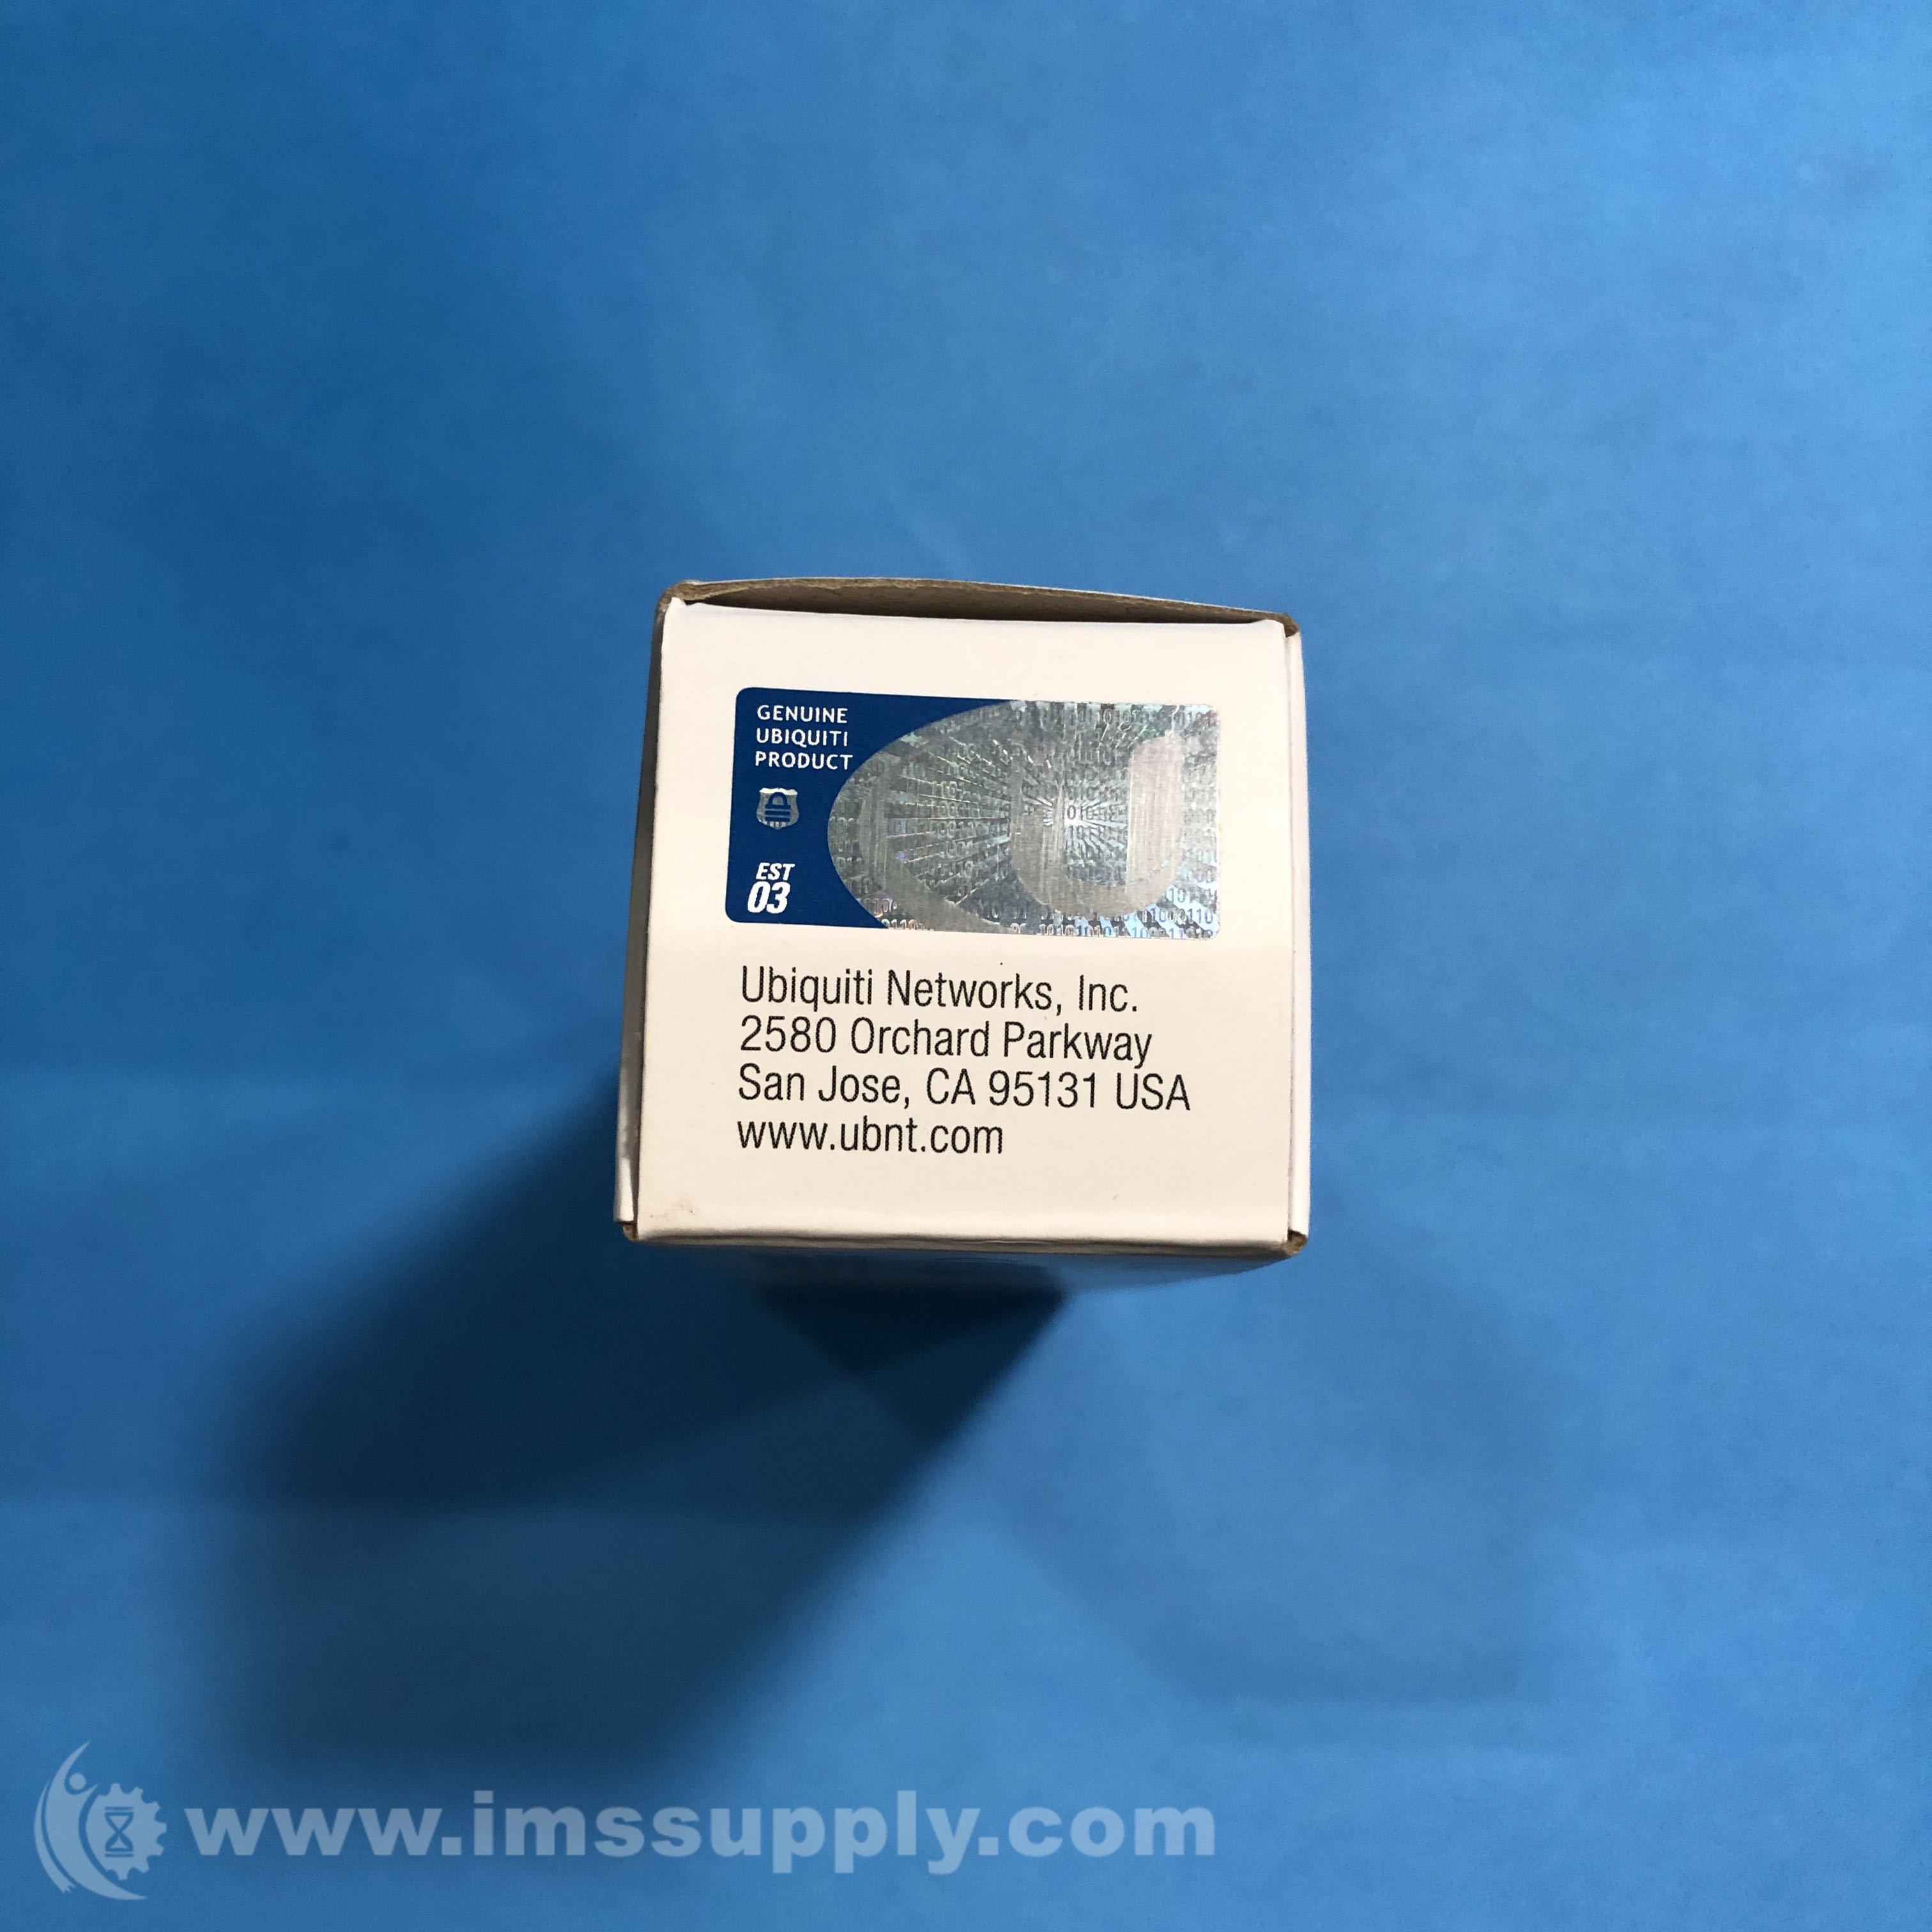 GENUINE
UBIQUITI
PRODUCT
EST
03
Ubiquiti Networks, Inc.
2580 Orchard Parkway
San Jose, CA 95131 USA
www.ubnt.com
www.imssupply.com